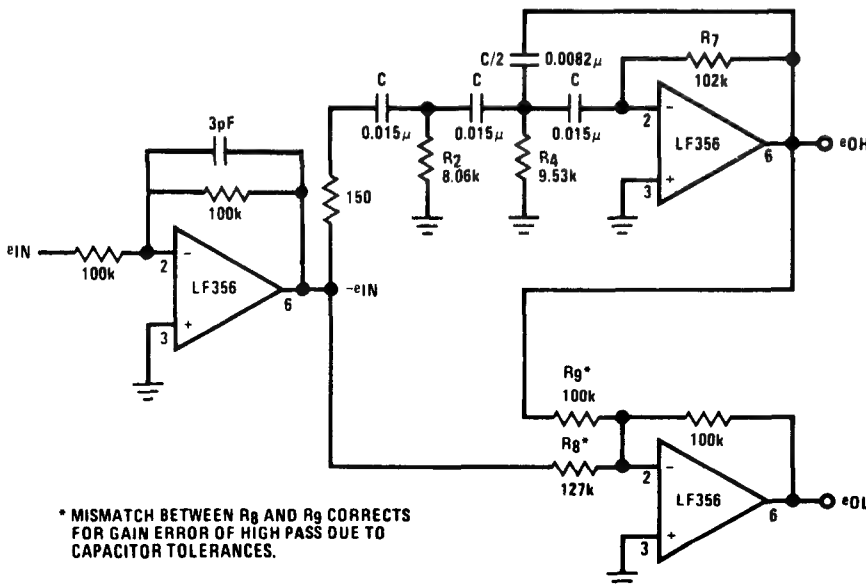 C/2 0.0082μ
R7
102k
C
0.015μ
C
0.015μ
C
0.015μ
2
LF356
6
3
-
+
eOH
R2
8.06k
R4
9.53k
3pF
100k
150
eIN
100k
2
LF356
6
3
-
+
-eIN
R9*
100k
R8*
127k
100k
2
LF356
6
3
-
+
eOL
* MISMATCH BETWEEN R8 AND R9 CORRECTS
FOR GAIN ERROR OF HIGH PASS DUE TO
CAPACITOR TOLERANCES.